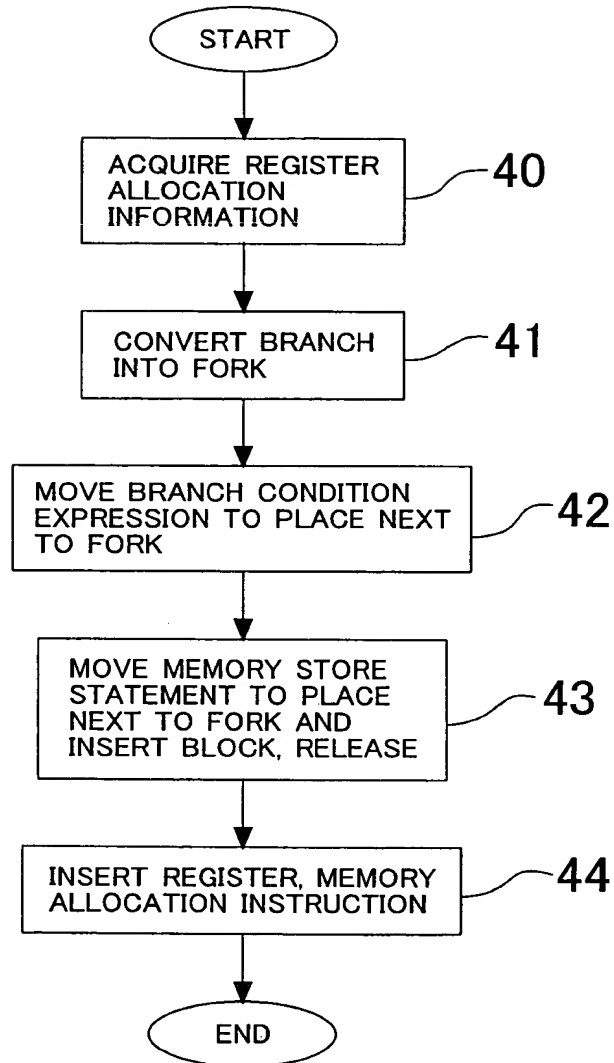 START
ACQUIRE REGISTER
ALLOCATION
INFORMATION
40
CONVERT BRANCH
INTO FORK
41
MOVE BRANCH CONDITION
EXPRESSION TO PLACE NEXT
TO FORK
42
MOVE MEMORY STORE
STATEMENT TO PLACE
NEXT TO FORK AND
INSERT BLOCK, RELEASE
43
INSERT REGISTER, MEMORY
ALLOCATION INSTRUCTION
44
END